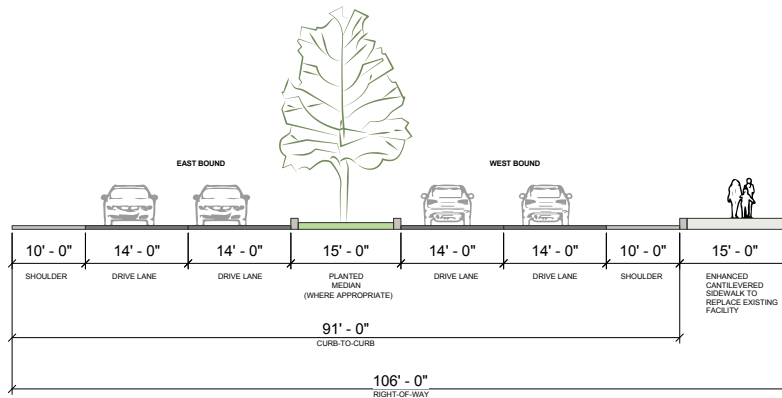 EAST BOUND
WEST BOUND
10' - 0"
14' - 0"
14' - 0"
15' - 0"
14' - 0"
14' - 0"
10' - 0"
15' - 0"
SHOULDER
DRIVE LANE
DRIVE LANE
PLANTED
MEDIAN
(WHERE APPROPRIATE)
DRIVE LANE
DRIVE LANE
SHOULDER
ENHANCED
CANTILEVERED
SIDEWALK TO
REPLACE EXISTING
FACILITY
91' - 0"
CURB-TO-CURB
106' - 0"
RIGHT-OF-WAY